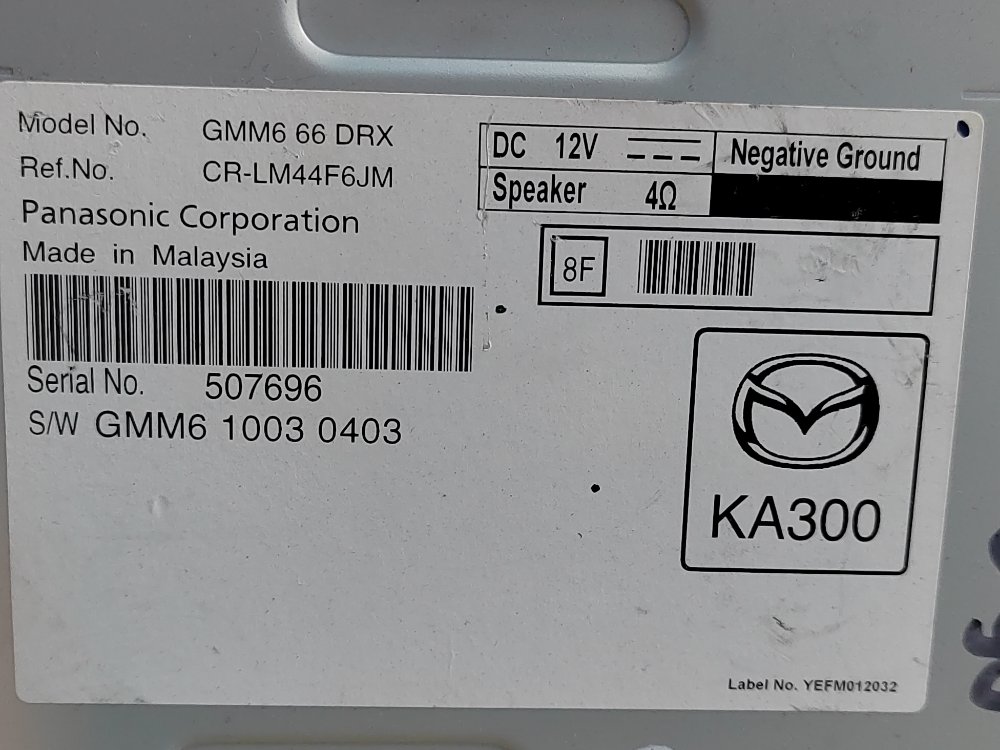 Model No. GMM6 66 DRX
Ref.No. CR-LM44F6JM
Panasonic Corporation
Made in Malaysia
Serial No. 507696
S/W GMM6 1003 0403
DC 12V Negative Ground
Speaker 4Ω
8F
KA300
Label No. YEFM012032